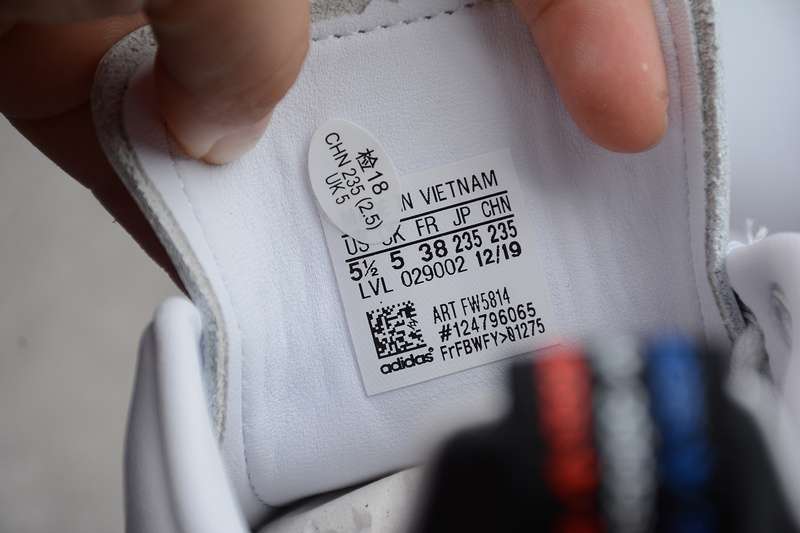 检18
CHN 235 (2.5)
UK 5
VIETNAM
US UK FR JP CHN
5½ 5 38 235 235
LVL 029002 12/19
ART FW5814
#124796065
FrFBWFY>Q1275
adidas®